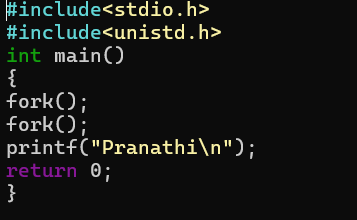 #include<stdio.h>
#include<unistd.h>
int main()
{
fork();
fork();
printf("Pranathi\n");
return 0;
}